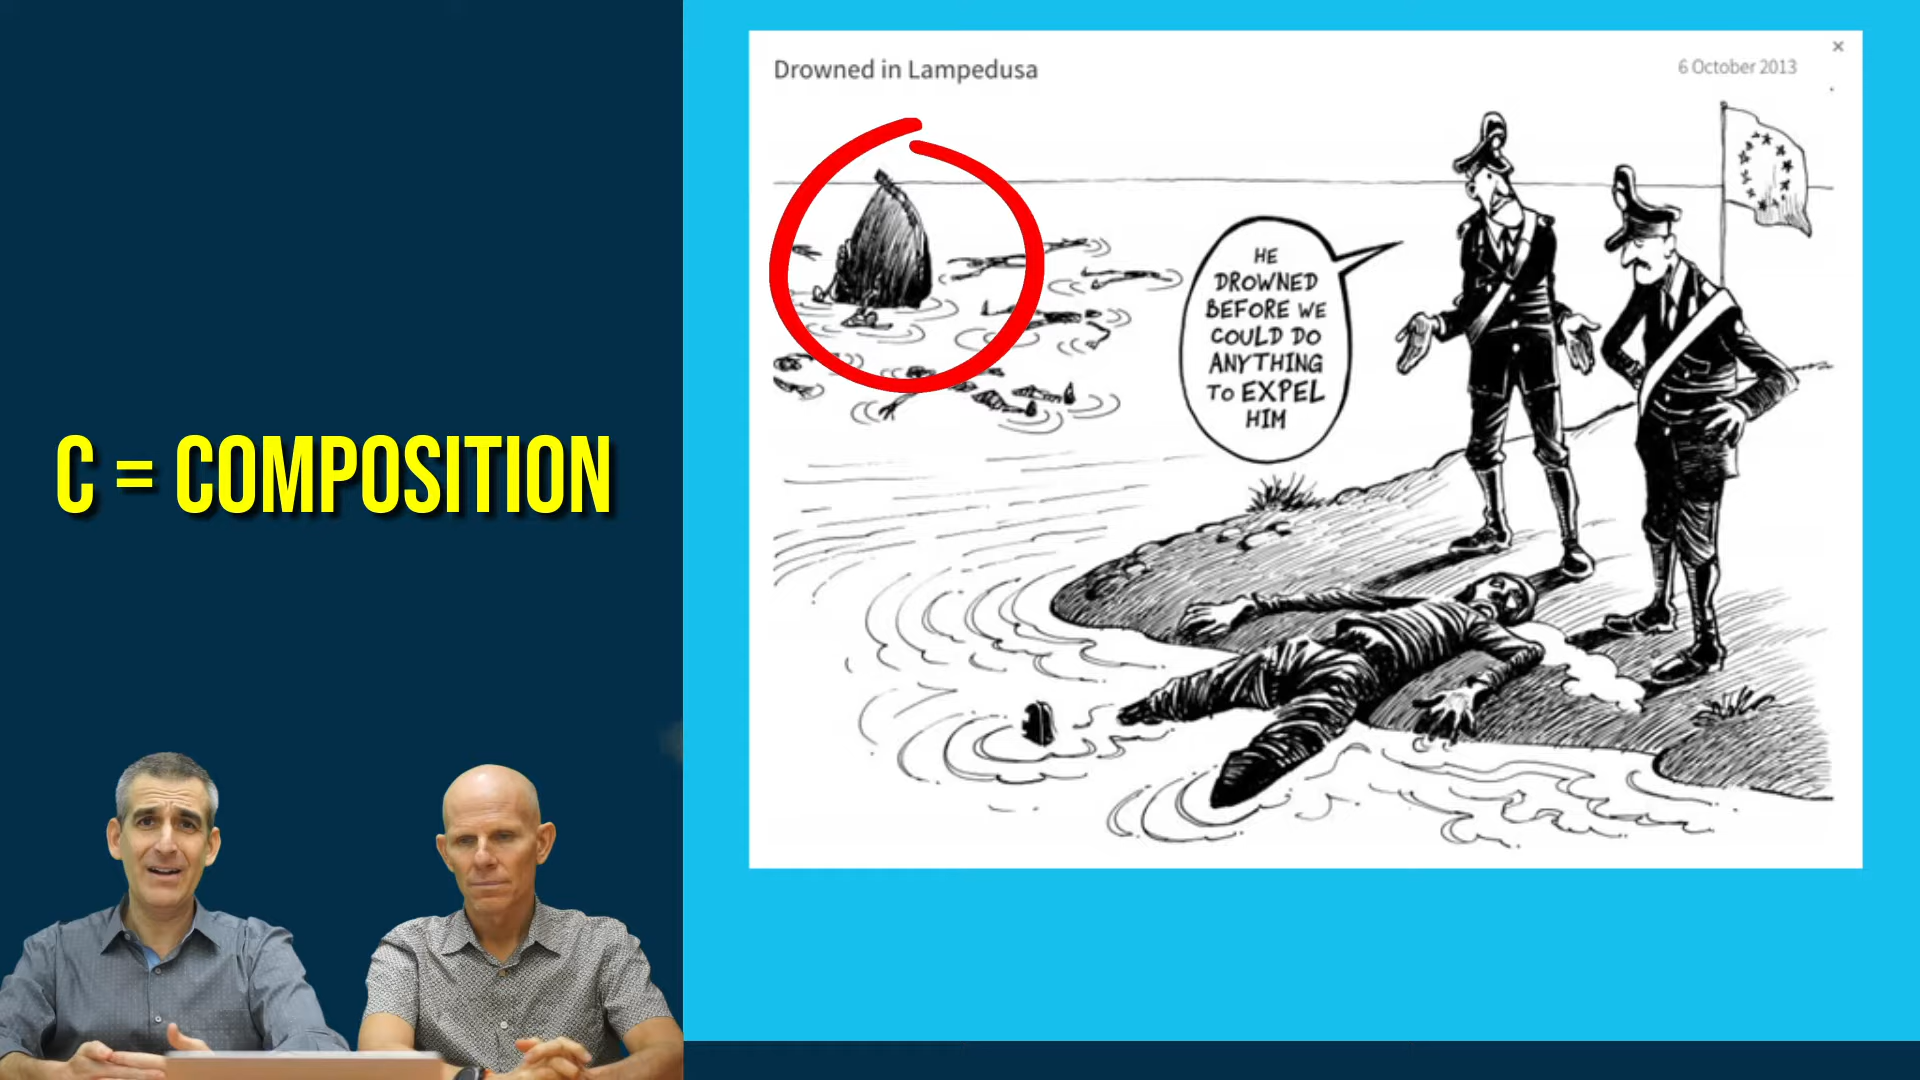 C = COMPOSITION
Drowned in Lampedusa
6 October 2013
HE
DROWNED
BEFORE WE
COULD DO
ANYTHING
TO EXPEL
HIM